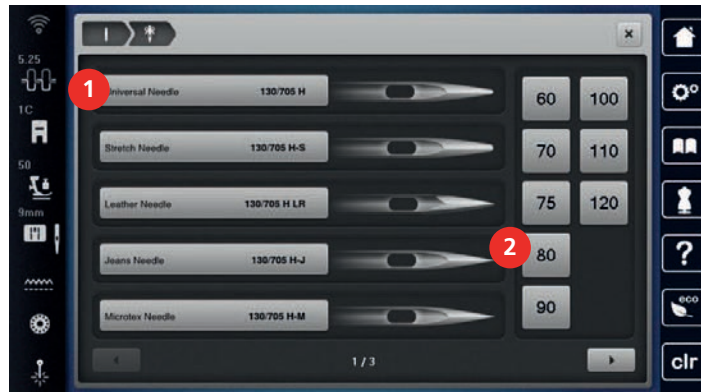 5.25
1C
50
9mm
1
Universal Needle 130/705 H
Stretch Needle 130/705 H-S
Leather Needle 130/705 H LR
Jeans Needle 130/705 H-J
Microtex Needle 130/705 H-M
1 / 3
60 100
70 110
75 120
2
80
90
?
eco
clr